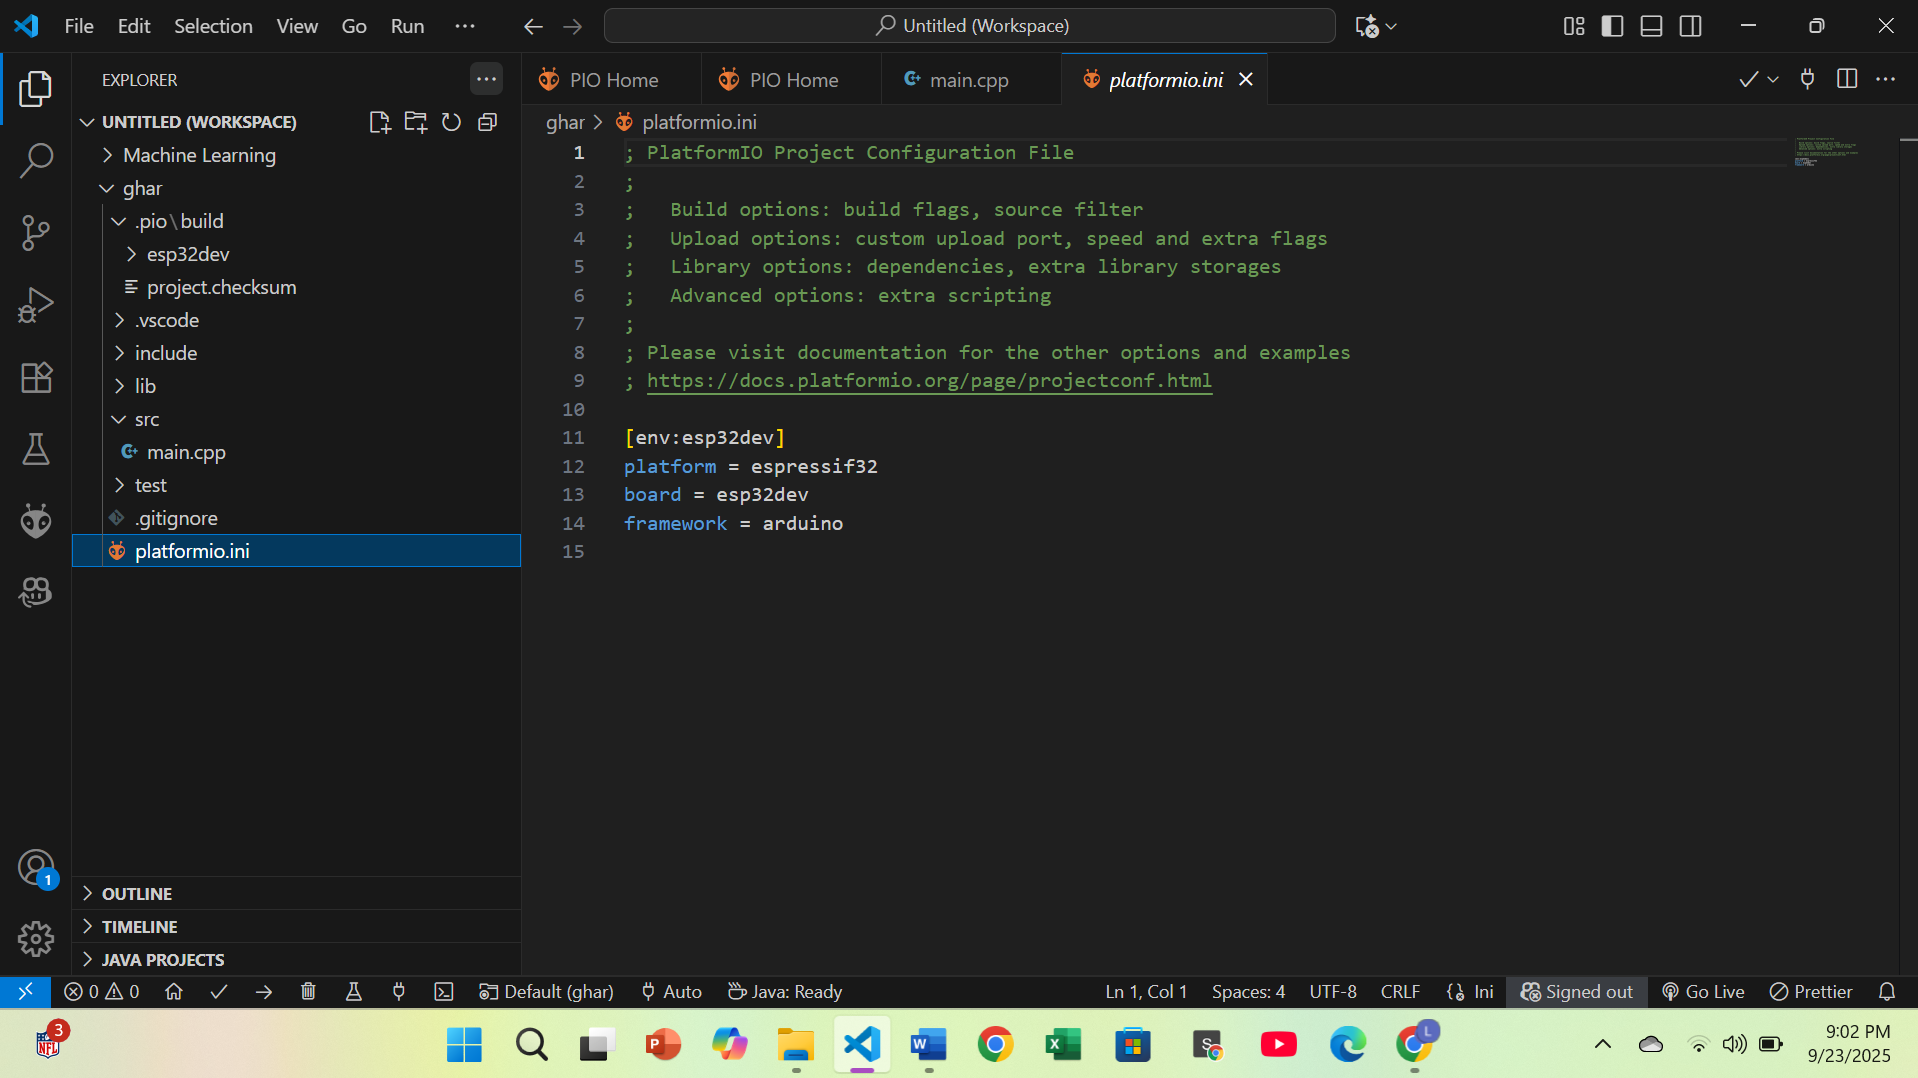 File Edit Selection View Go Run ···
Untitled (Workspace)
EXPLORER
PIO Home
PIO Home
main.cpp
platformio.ini
UNTITLED (WORKSPACE)
Machine Learning
ghar
.pio\build
esp32dev
project.checksum
.vscode
include
lib
src
main.cpp
test
.gitignore
platformio.ini
OUTLINE
TIMELINE
JAVA PROJECTS
1
ghar > platformio.ini
1 ; PlatformIO Project Configuration File
2 ;
3 ;   Build options: build flags, source filter
4 ;   Upload options: custom upload port, speed and extra flags
5 ;   Library options: dependencies, extra library storages
6 ;   Advanced options: extra scripting
7 ;
8 ; Please visit documentation for the other options and examples
9 ; https://docs.platformio.org/page/projectconf.html
10
11 [env:esp32dev]
12 platform = espressif32
13 board = esp32dev
14 framework = arduino
15
0 0 Default (ghar) Auto Java: Ready Ln 1, Col 1 Spaces: 4 UTF-8 CRLF {} Ini Signed out Go Live Prettier
3
NFL
P
W
X
S
L
9:02 PM
9/23/2025